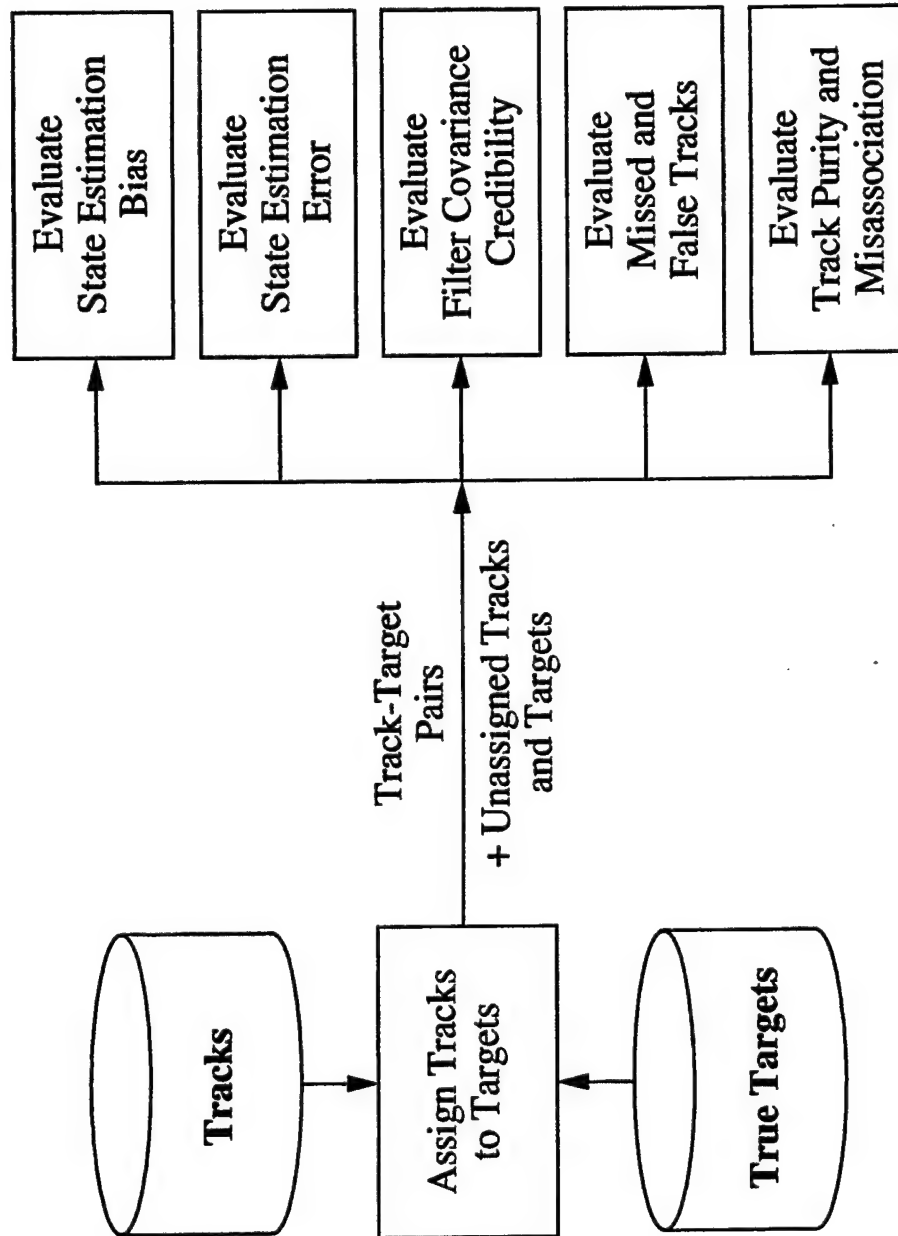 Tracks
Assign Tracks
to Targets
True Targets
Track-Target
Pairs
+ Unassigned Tracks
and Targets
Evaluate
State Estimation
Bias
Evaluate
State Estimation
Error
Evaluate
Filter Covariance
Credibility
Evaluate
Missed and
False Tracks
Evaluate
Track Purity and
Misassociation